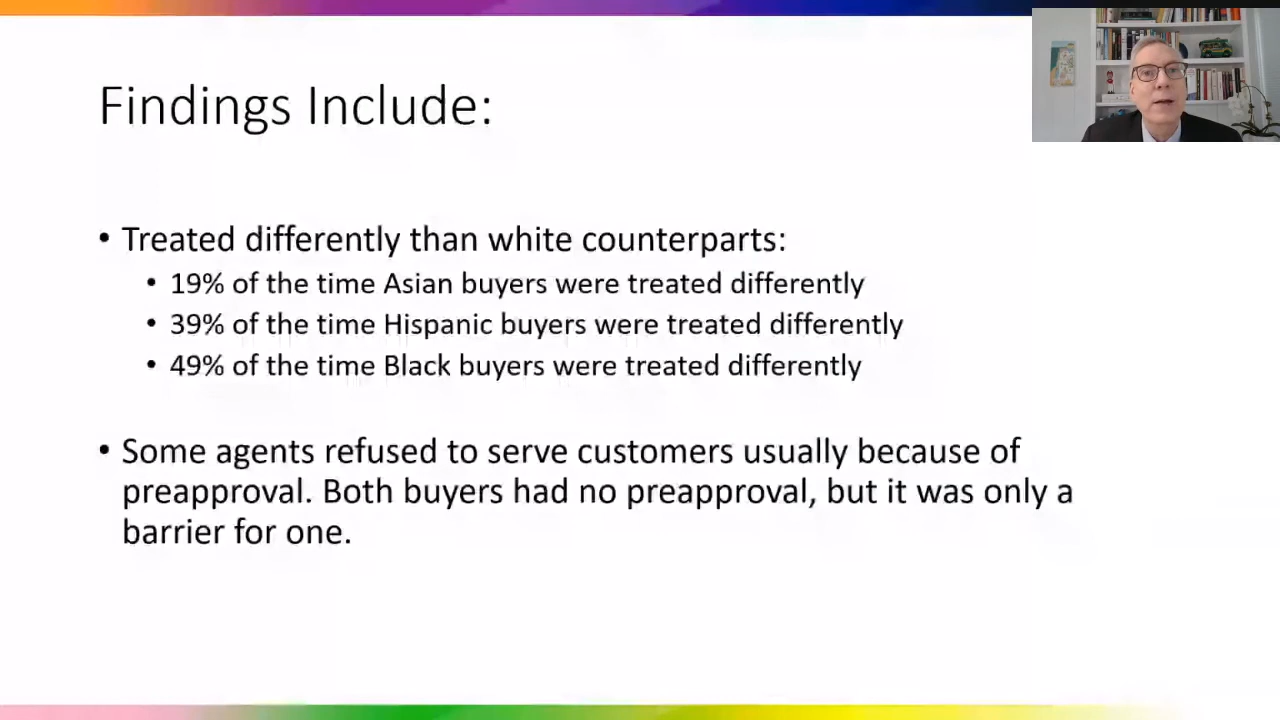 Findings Include:
• Treated differently than white counterparts:
• 19% of the time Asian buyers were treated differently
• 39% of the time Hispanic buyers were treated differently
• 49% of the time Black buyers were treated differently
• Some agents refused to serve customers usually because of
preapproval. Both buyers had no preapproval, but it was only a
barrier for one.